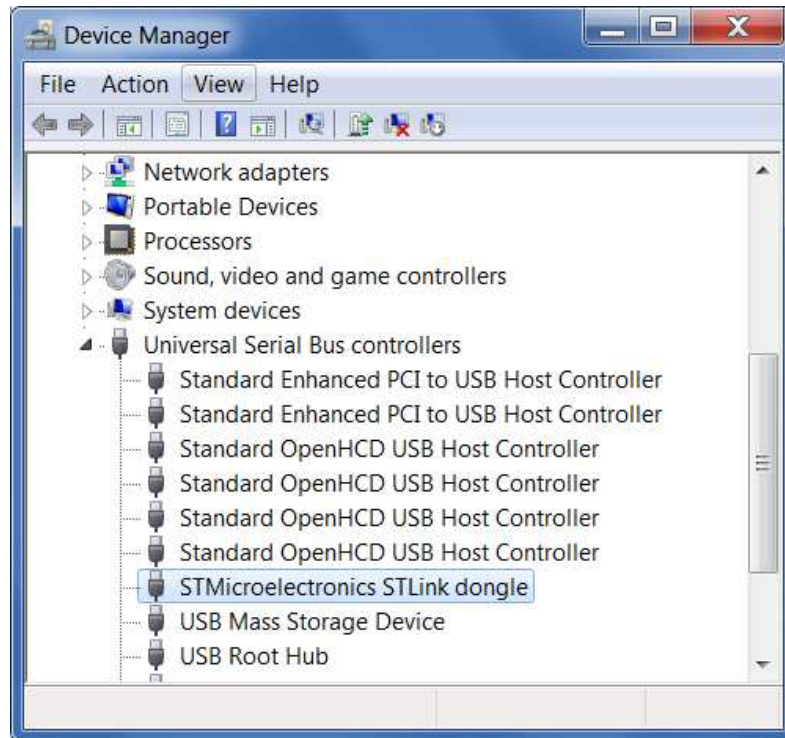 Device Manager
File Action View Help
Network adapters
Portable Devices
Processors
Sound, video and game controllers
System devices
Universal Serial Bus controllers
Standard Enhanced PCI to USB Host Controller
Standard Enhanced PCI to USB Host Controller
Standard OpenHCD USB Host Controller
Standard OpenHCD USB Host Controller
Standard OpenHCD USB Host Controller
Standard OpenHCD USB Host Controller
STMicroelectronics STLink dongle
USB Mass Storage Device
USB Root Hub